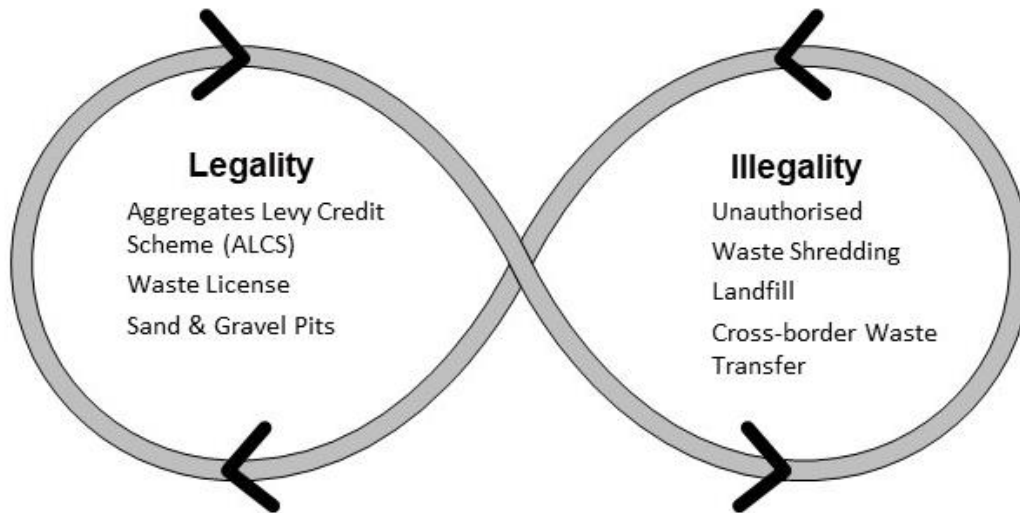 Legality
Aggregates Levy Credit
Scheme (ALCS)
Waste License
Sand & Gravel Pits
Illegality
Unauthorised
Waste Shredding
Landfill
Cross-border Waste
Transfer